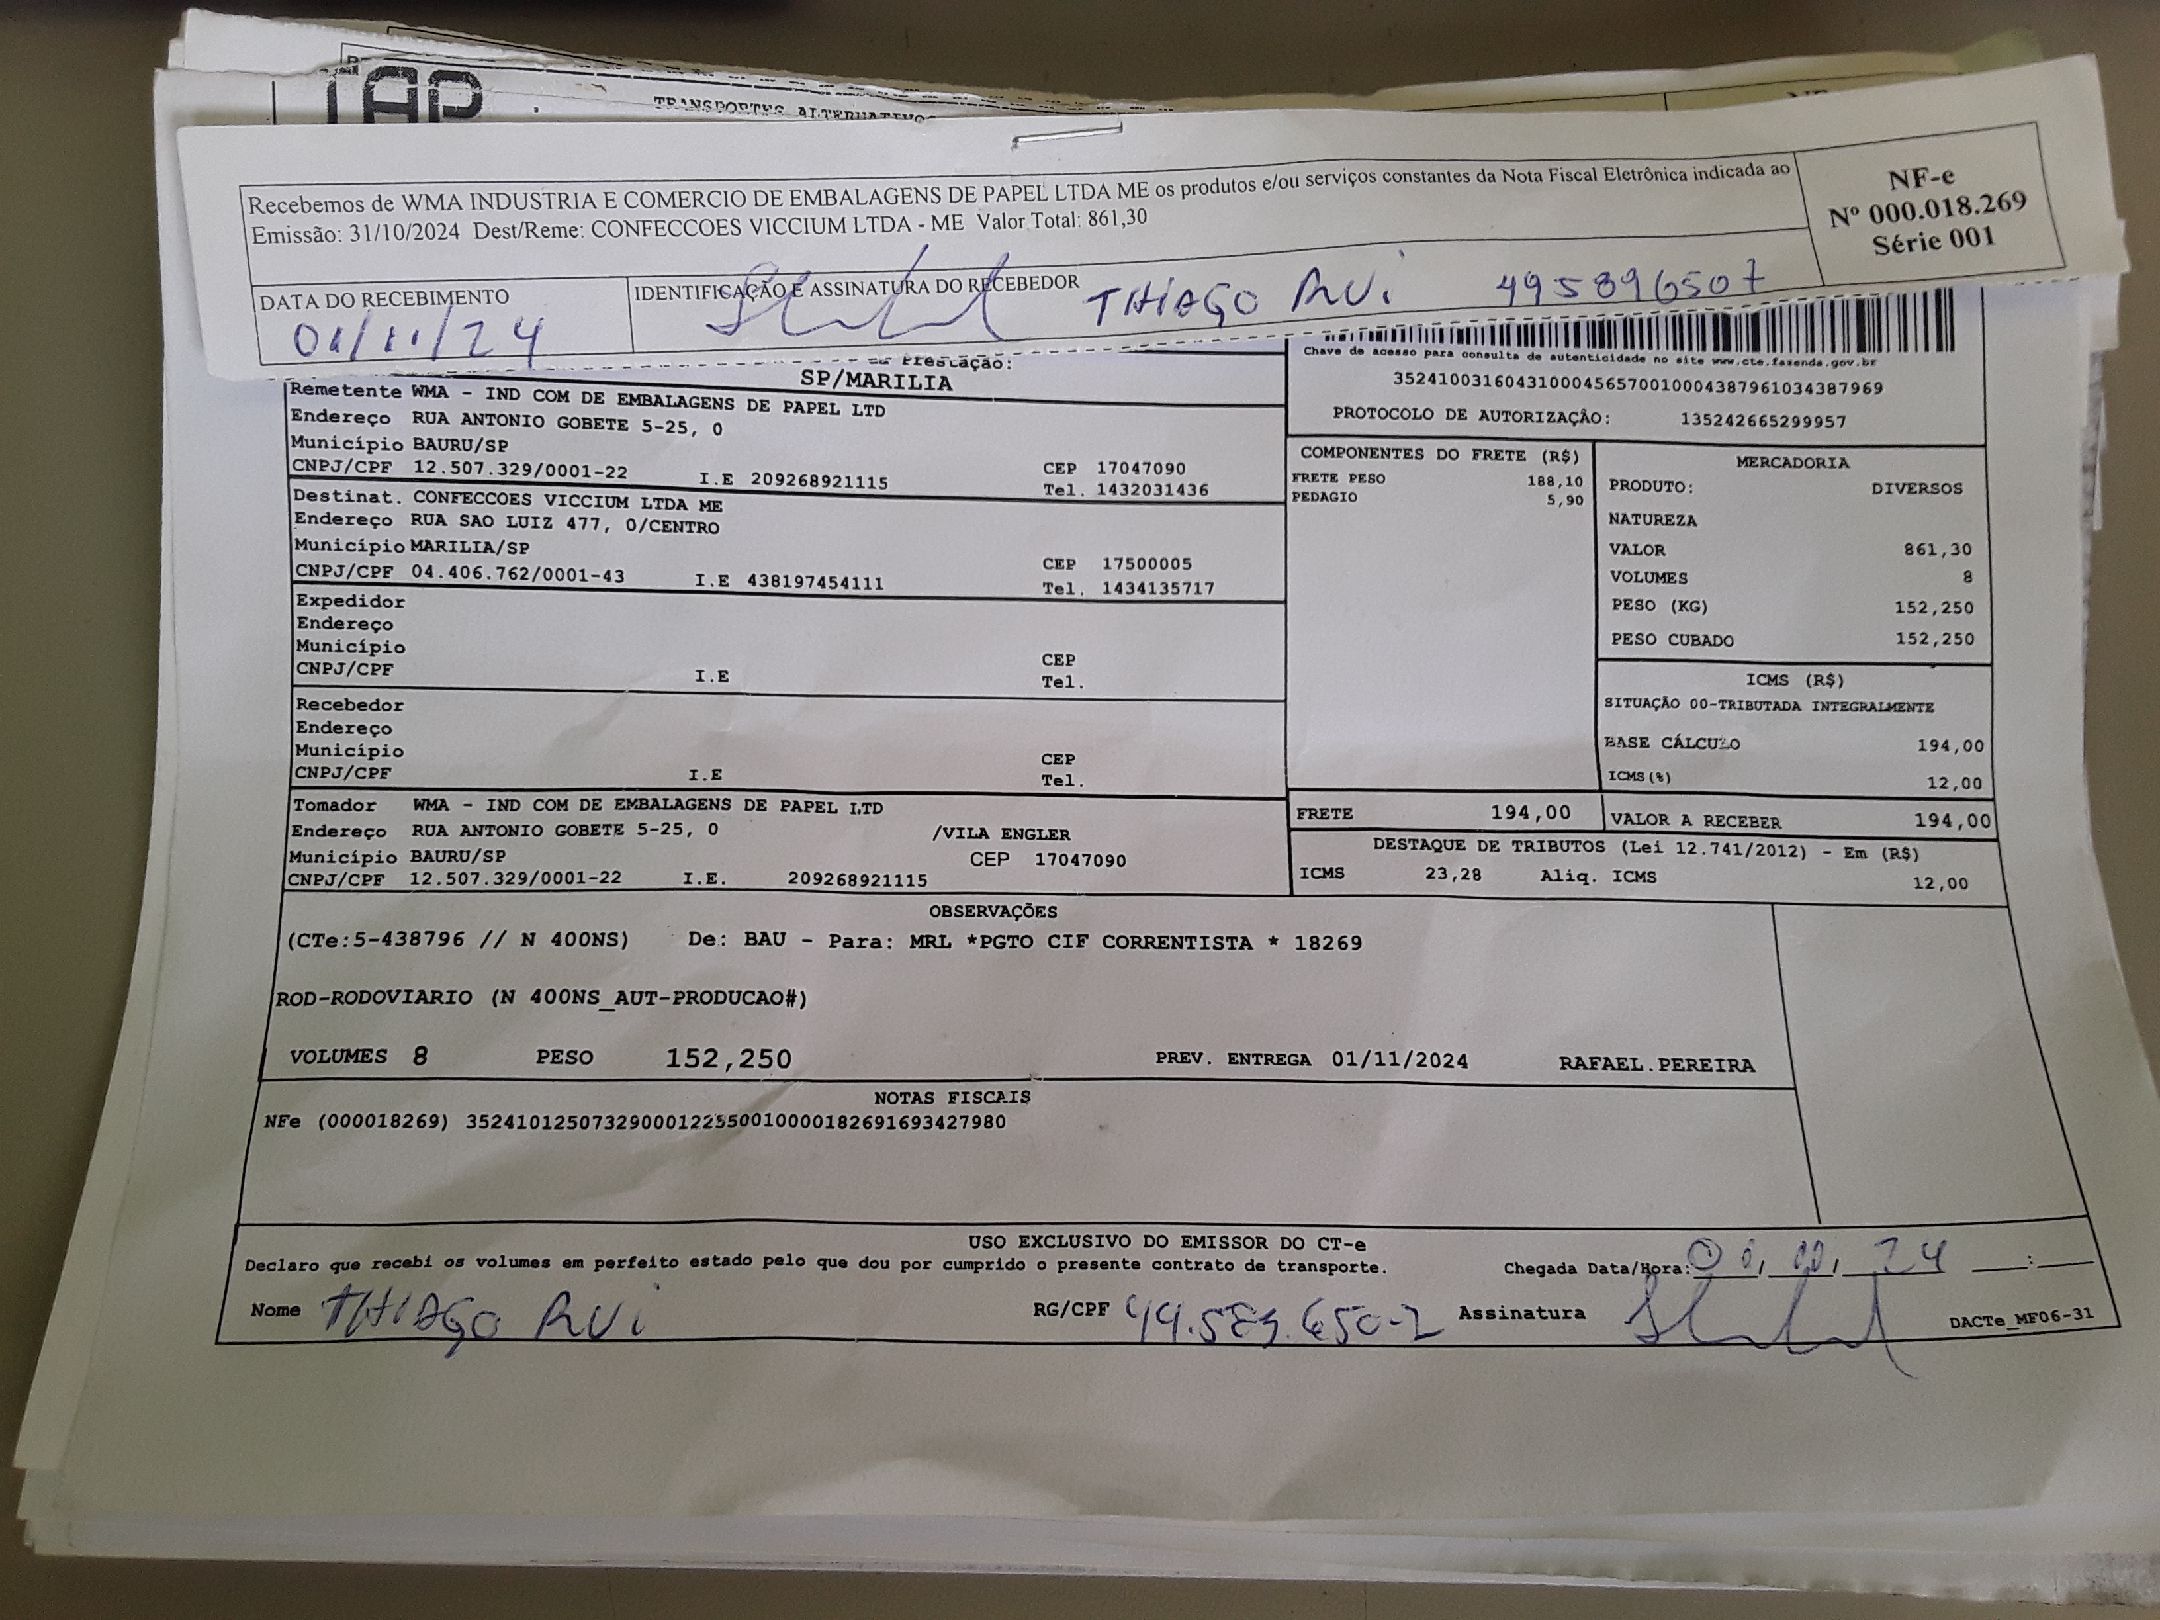 TAP
TRANSPORTES ALTERNATIVOS
Recebemos de WMA INDUSTRIA E COMERCIO DE EMBALAGENS DE PAPEL LTDA ME os produtos e/ou serviços constantes da Nota Fiscal Eletrônica indicada ao
Emissão: 31/10/2024 Dest/Reme: CONFECCOES VICCIUM LTDA - ME Valor Total: 861,30
NF-e
Nº 000.018.269
Série 001
DATA DO RECEBIMENTO
01/11/24
IDENTIFICAÇÃO E ASSINATURA DO RECEBEDOR
THIAGO RUI 495896507
Prestação:
SP/MARILIA
Chave de acesso para consulta de autenticidade no site www.cte.fazenda.gov.br
35241003160431000456570010004387961034387969
PROTOCOLO DE AUTORIZAÇÃO: 135242665299957
Remetente WMA - IND COM DE EMBALAGENS DE PAPEL LTD
Endereço RUA ANTONIO GOBETE 5-25, 0
Município BAURU/SP
CNPJ/CPF 12.507.329/0001-22 I.E 209268921115
CEP 17047090
Tel. 1432031436
Destinat. CONFECCOES VICCIUM LTDA ME
Endereço RUA SAO LUIZ 477, 0/CENTRO
Município MARILIA/SP
CNPJ/CPF 04.406.762/0001-43 I.E 438197454111
CEP 17500005
Tel. 1434135717
Expedidor
Endereço
Município
CNPJ/CPF I.E
CEP
Tel.
Recebedor
Endereço
Município
CNPJ/CPF I.E
CEP
Tel.
Tomador WMA - IND COM DE EMBALAGENS DE PAPEL LTD
Endereço RUA ANTONIO GOBETE 5-25, 0 /VILA ENGLER
Município BAURU/SP CEP 17047090
CNPJ/CPF 12.507.329/0001-22 I.E. 209268921115
COMPONENTES DO FRETE (R$)
FRETE PESO 188,10
PEDAGIO 5,90
MERCADORIA
PRODUTO: DIVERSOS
NATUREZA
VALOR 861,30
VOLUMES 8
PESO (KG) 152,250
PESO CUBADO 152,250
ICMS (R$)
SITUAÇÃO 00-TRIBUTADA INTEGRALMENTE
BASE CÁLCULO 194,00
ICMS(%) 12,00
FRETE 194,00 VALOR A RECEBER 194,00
DESTAQUE DE TRIBUTOS (Lei 12.741/2012) - Em (R$)
ICMS 23,28 Aliq. ICMS 12,00
OBSERVAÇÕES
(CTe:5-438796 // N 400NS) De: BAU - Para: MRL *PGTO CIF CORRENTISTA * 18269
ROD-RODOVIARIO (N 400NS_AUT-PRODUCAO#)
VOLUMES 8 PESO 152,250 PREV. ENTREGA 01/11/2024 RAFAEL.PEREIRA
NOTAS FISCAIS
NFe (000018269) 35241012507329000122550010000182691693427980
USO EXCLUSIVO DO EMISSOR DO CT-e
Declaro que recebi os volumes em perfeito estado pelo que dou por cumprido o presente contrato de transporte. Chegada Data/Hora:
Nome THIAGO RUI RG/CPF 49.589.650-7 Assinatura
DACTe_MF06-31